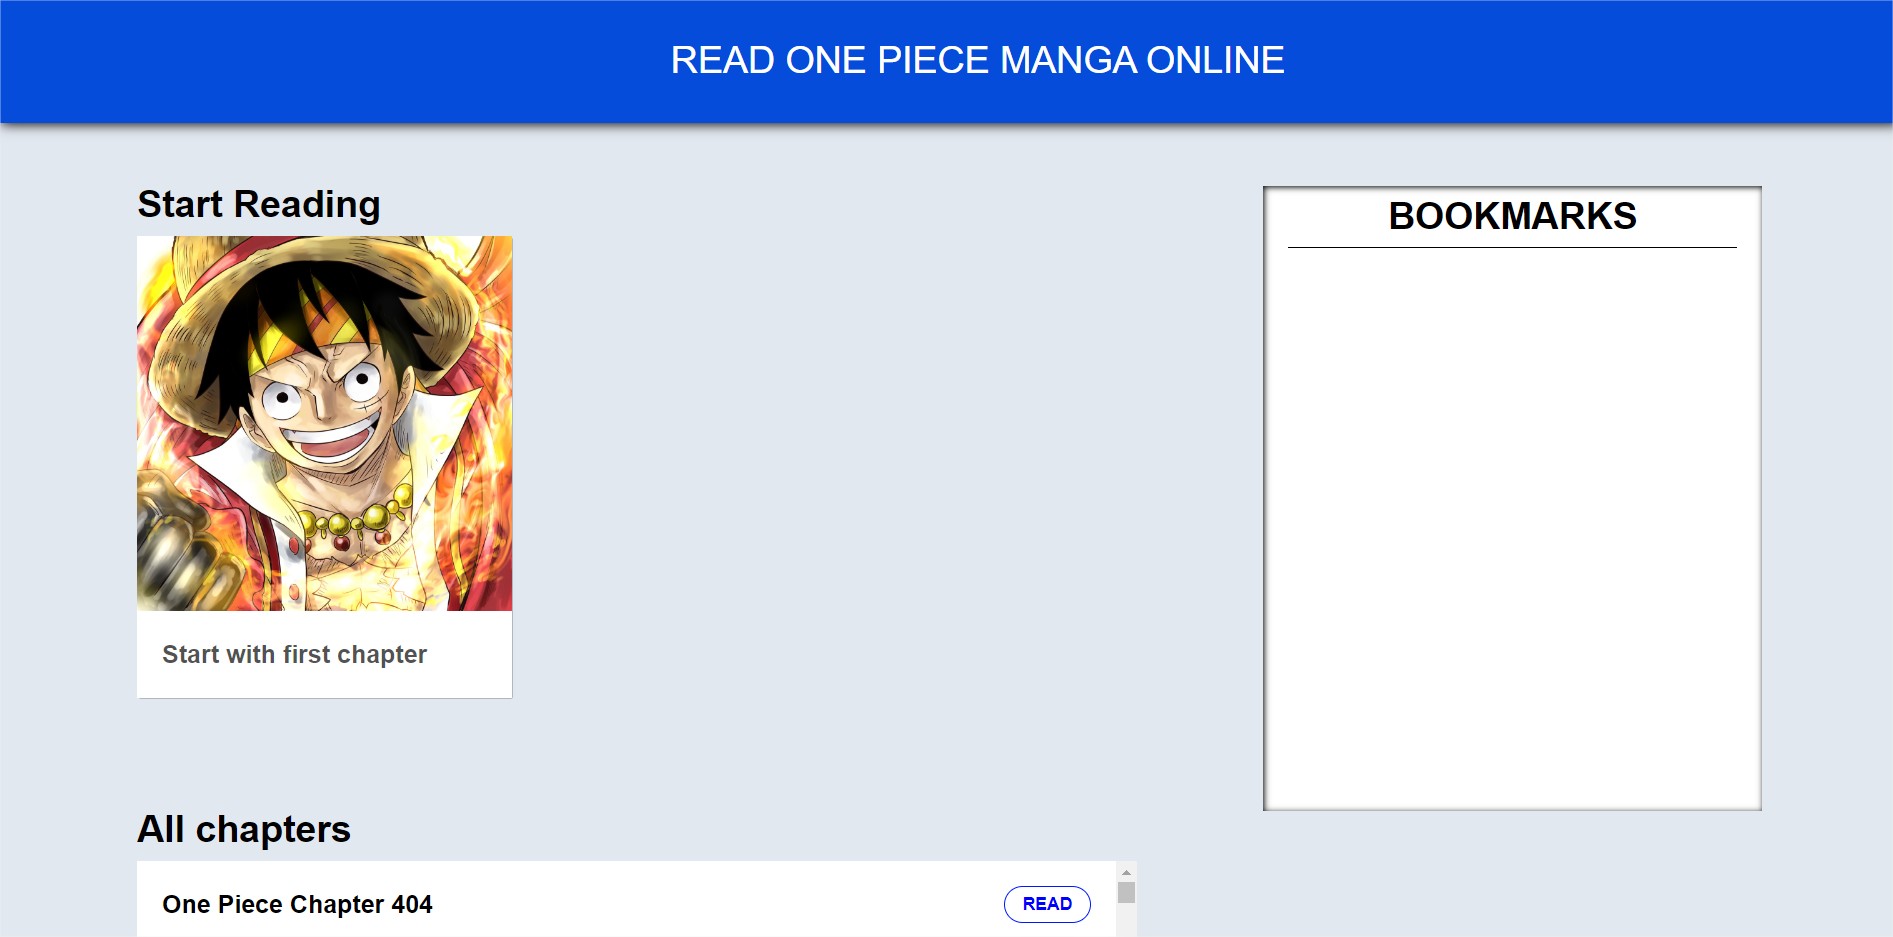 READ ONE PIECE MANGA ONLINE
Start Reading
Start with first chapter
BOOKMARKS
All chapters
One Piece Chapter 404
READ